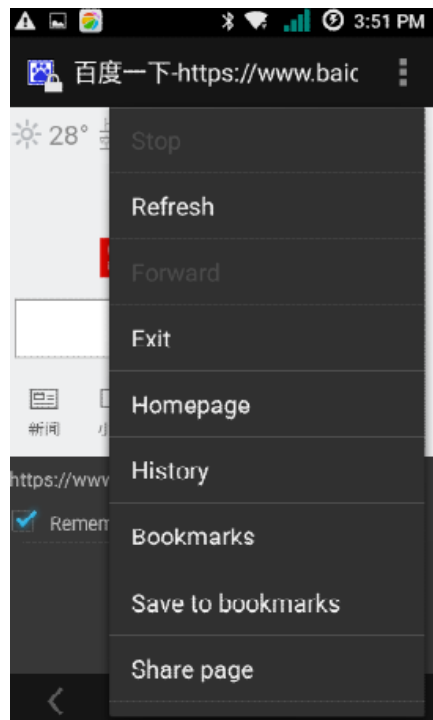 3:51 PM
百度一下-https://www.baic
28°
Stop
Refresh
Forward
Exit
Homepage
新闻
History
https://www
Remem
Bookmarks
Save to bookmarks
Share page